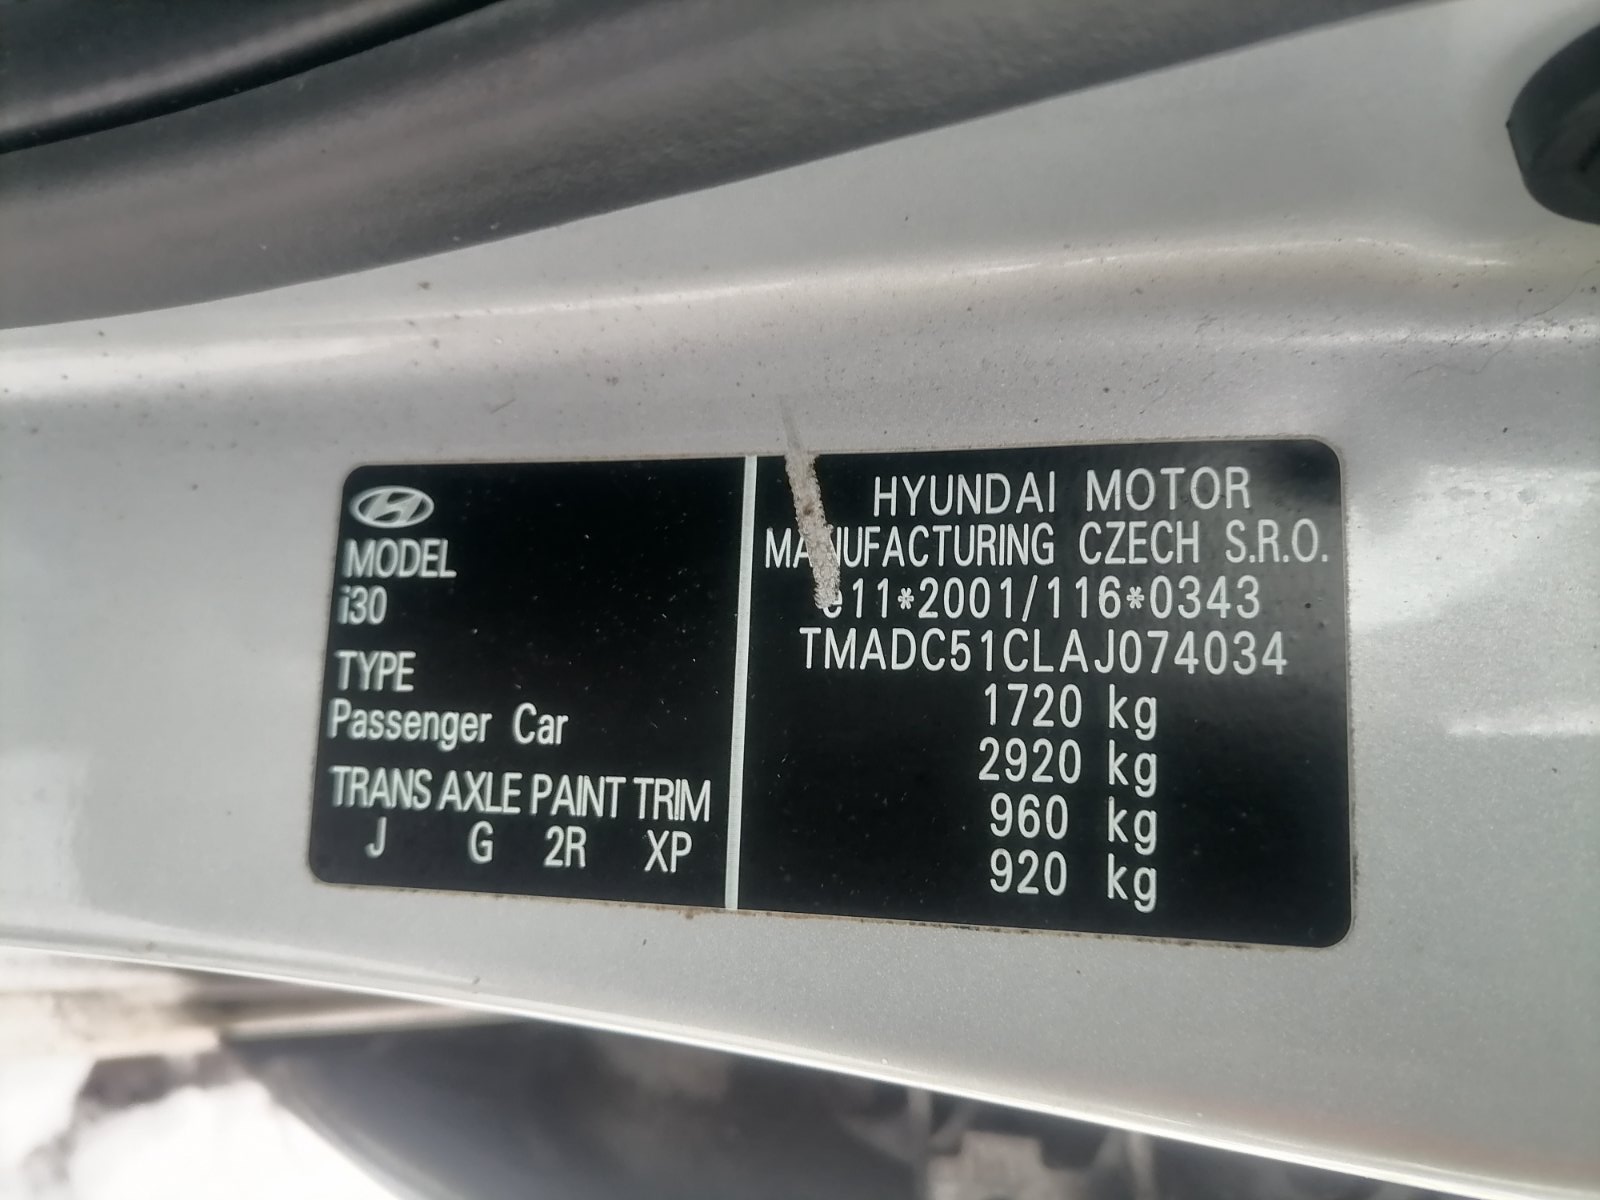 MODEL
i30
TYPE
Passenger Car
TRANS AXLE PAINT TRIM
J G 2R XP
HYUNDAI MOTOR
MANUFACTURING CZECH S.R.O.
e11*2001/116*0343
TMADC51CLAJ074034
1720 kg
2920 kg
960 kg
920 kg